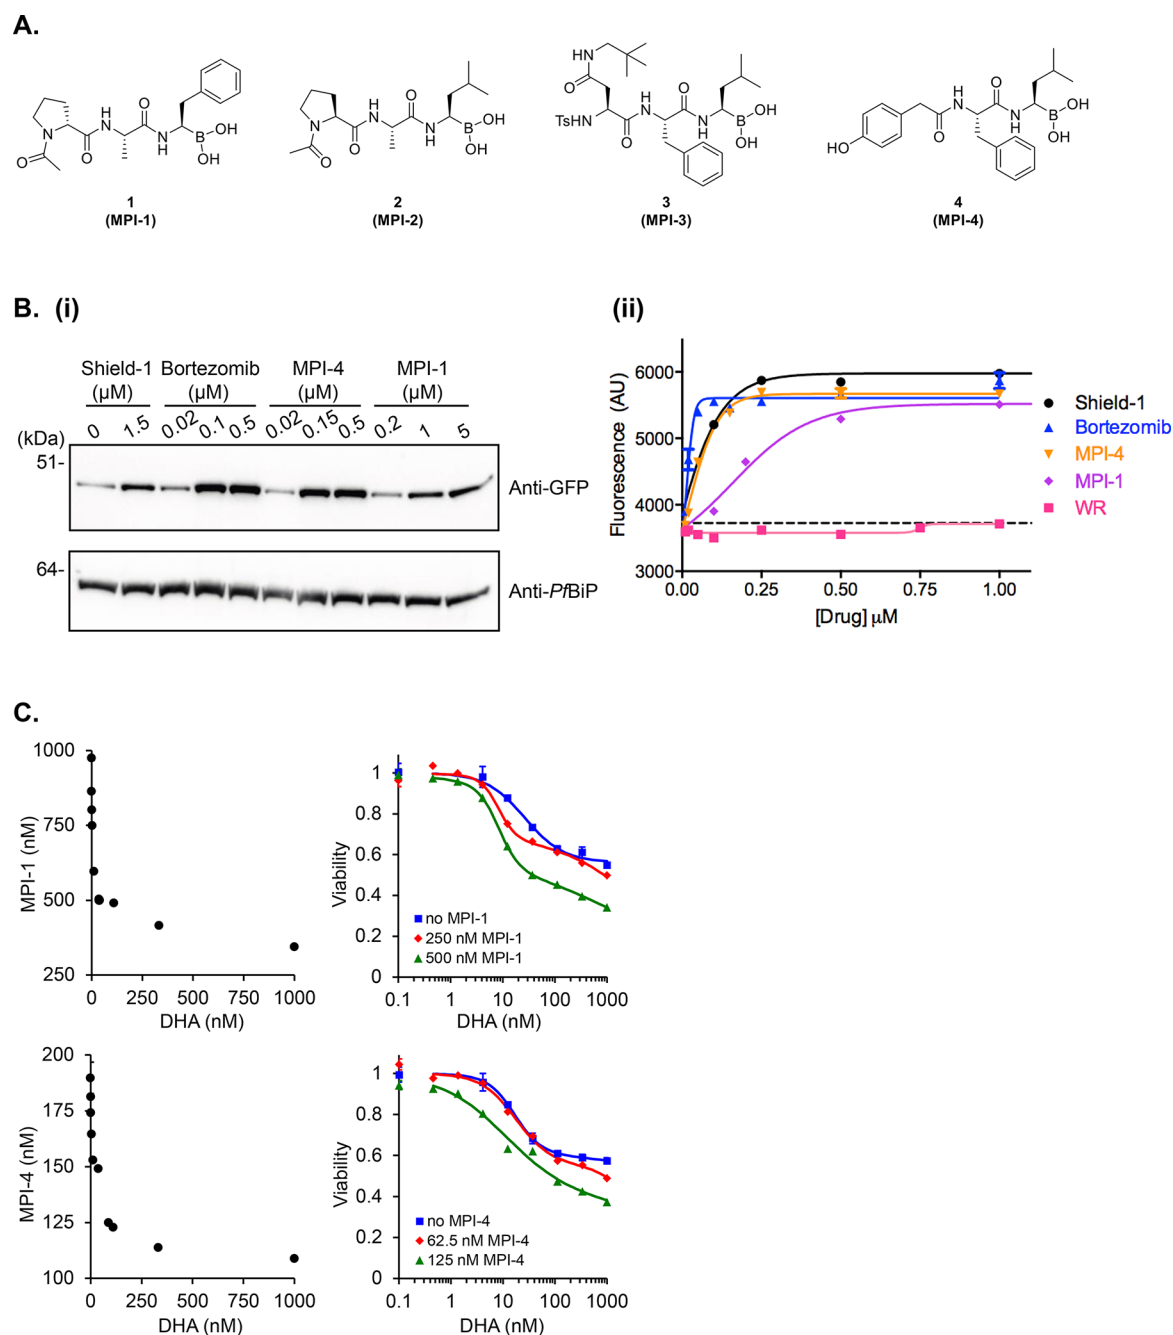 A.
O
N
O
H
N
O
N
H
B
OH
OH
1
(MPI-1)
O
N
O
H
N
O
N
H
B
OH
OH
2
(MPI-2)
HN
O
TsHN
O
H
N
O
N
H
B
OH
OH
3
(MPI-3)
HO
O
H
N
O
N
H
B
OH
OH
4
(MPI-4)
B. (i)
Shield-1 Bortezomib MPI-4 MPI-1
(µM) (µM) (µM) (µM)
0 1.5 0.02 0.1 0.5 0.02 0.15 0.5 0.2 1 5
(kDa)
51-
Anti-GFP
64-
Anti-PfBiP
(ii)
Fluorescence (AU)
6000
5000
4000
3000
0.00 0.25 0.50 0.75 1.00
[Drug] µM
Shield-1
Bortezomib
MPI-4
MPI-1
WR
C.
MPI-1 (nM)
1000
750
500
250
0 250 500 750 1000
DHA (nM)
Viability
1
0.8
0.6
0.4
0.2
0
no MPI-1
250 nM MPI-1
500 nM MPI-1
0.1 1 10 100 1000
DHA (nM)
MPI-4 (nM)
200
175
150
125
100
0 250 500 750 1000
DHA (nM)
Viability
1
0.8
0.6
0.4
0.2
0
no MPI-4
62.5 nM MPI-4
125 nM MPI-4
0.1 1 10 100 1000
DHA (nM)